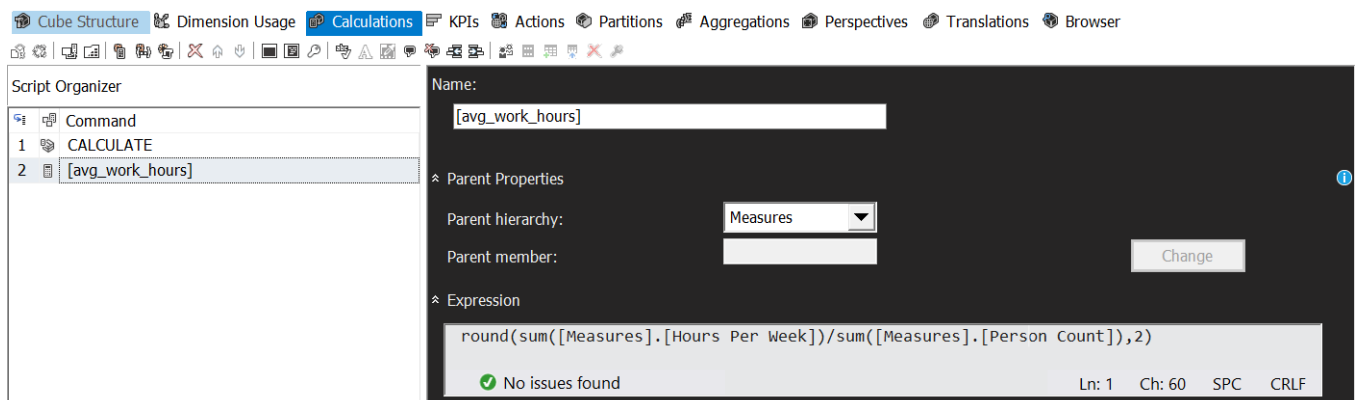 Cube Structure Dimension Usage Calculations KPIs Actions Partitions Aggregations Perspectives Translations Browser
Script Organizer
Command
1 CALCULATE
2 [avg_work_hours]
Name:
[avg_work_hours]
Parent Properties
Parent hierarchy: Measures
Parent member: Change
Expression
round(sum([Measures].[Hours Per Week])/sum([Measures].[Person Count]),2)
No issues found Ln: 1 Ch: 60 SPC CRLF